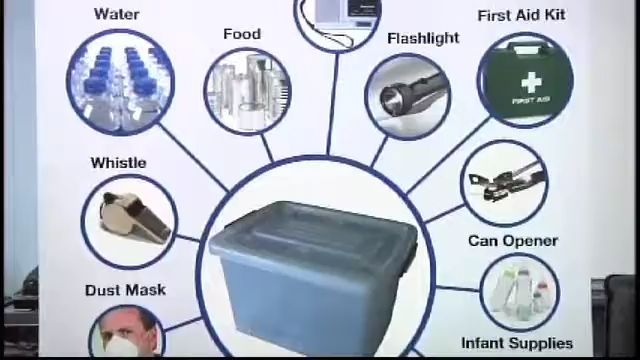 Water
Food
Flashlight
First Aid Kit
FIRST AID
Whistle
Can Opener
Dust Mask
Infant Supplies